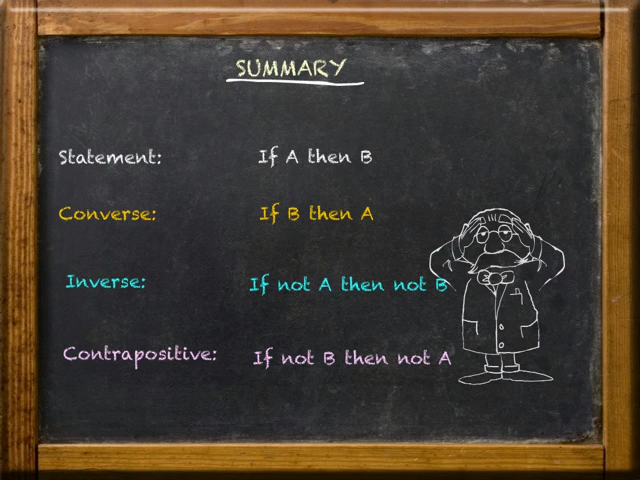 SUMMARY
Statement: If A then B
Converse: If B then A
Inverse: If not A then not B
Contrapositive: If not B then not A